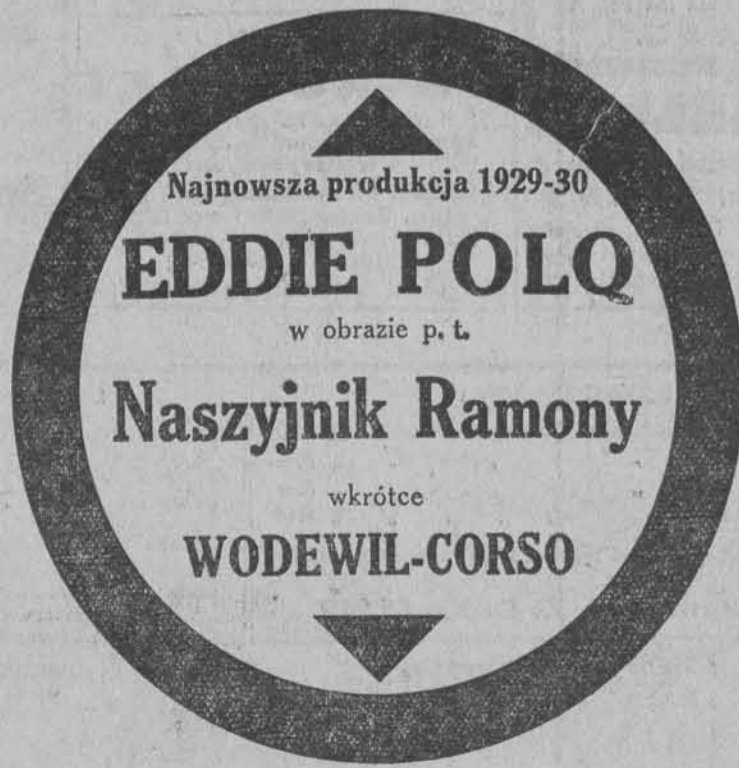 Najnowsza produkcja 1929-30
EDDIE POLO
w obrazie p. t.
Naszyjnik Ramony
wkrótce
WODEWIL-CORSO